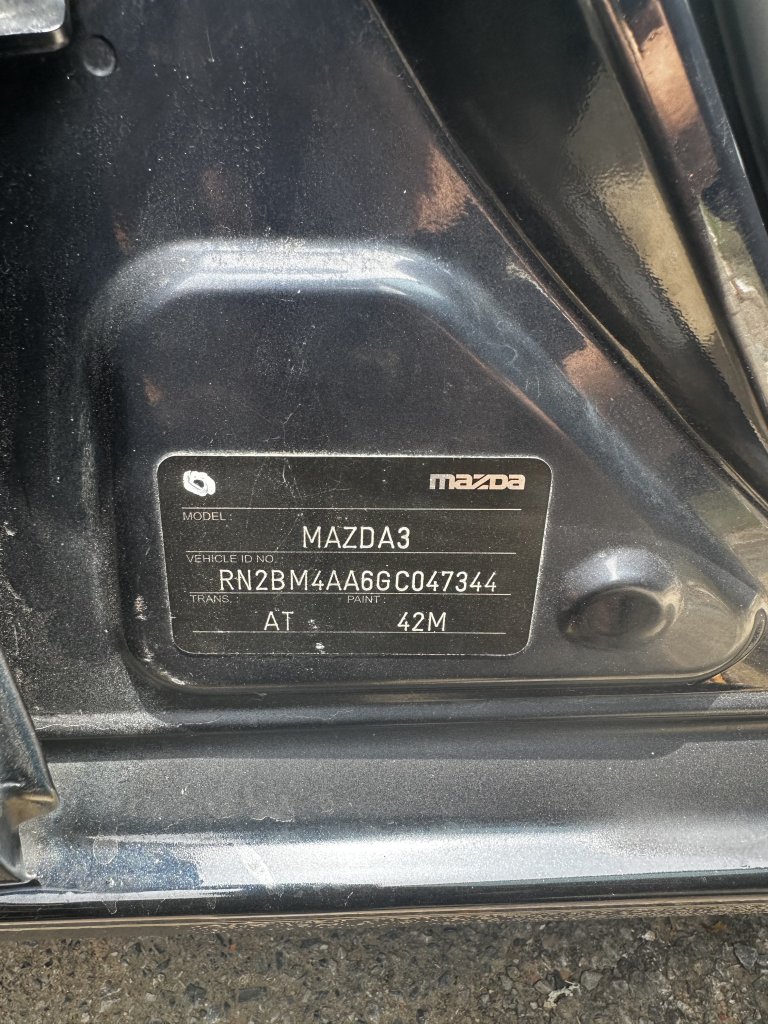 mazda
MODEL
MAZDA3
VEHICLE ID NO.
RN2BM4AA6GC047344
TRANS. PAINT
AT 42M